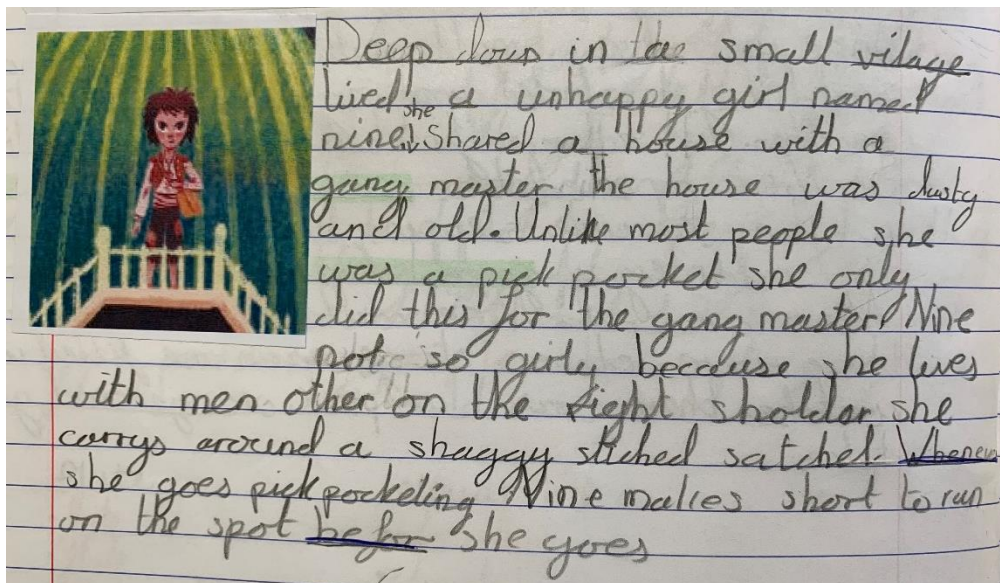 Deep down in the small vilage
lived a unhappy girl named
nine. she shared a house with a
gang master the house was dusty
and old. Unlike most people she
was a pick pocket she only
did this for the gang master Nine
not so girly because she lives
with men other on the right sholder she
carrys around a shaggy stiched satchel. Whenever
she goes pickpocketing Nine makes short to run
on the spot before she goes